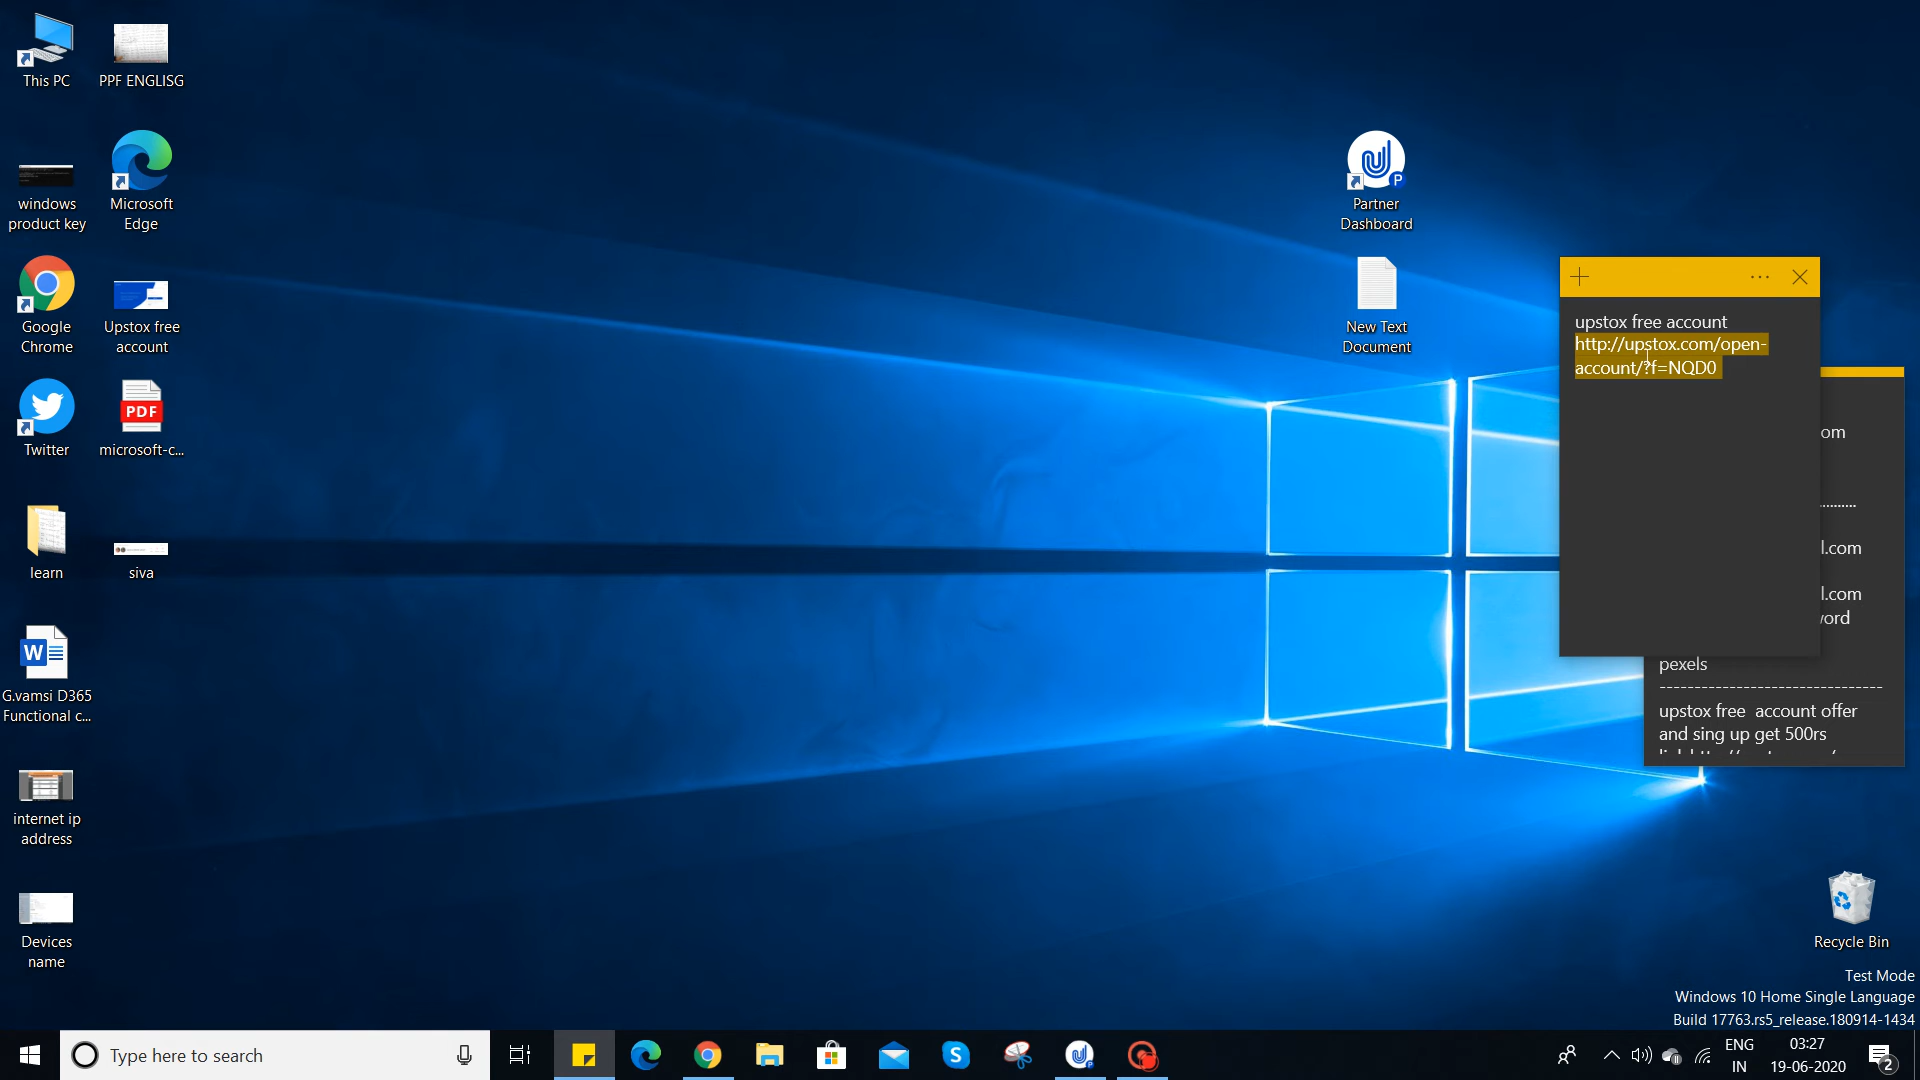 This PC
PPF ENGLISG
windows
product key
Microsoft
Edge
Google
Chrome
Upstox free
account
Twitter
PDF
microsoft-c...
learn
siva
W
G.vamsi D365
Functional c...
internet ip
address
Devices
name
P
Partner
Dashboard
New Text
Document
upstox free account
http://upstox.com/open-
account/?f=NQD0
om
..........
l.com
l.com
pexels
--------------------------------
upstox free  account offer
and sing up get 500rs
Recycle Bin
Test Mode
Windows 10 Home Single Language
Build 17763.rs5_release.180914-1434
Type here to search
S
ENG
IN
03:27
19-06-2020
2